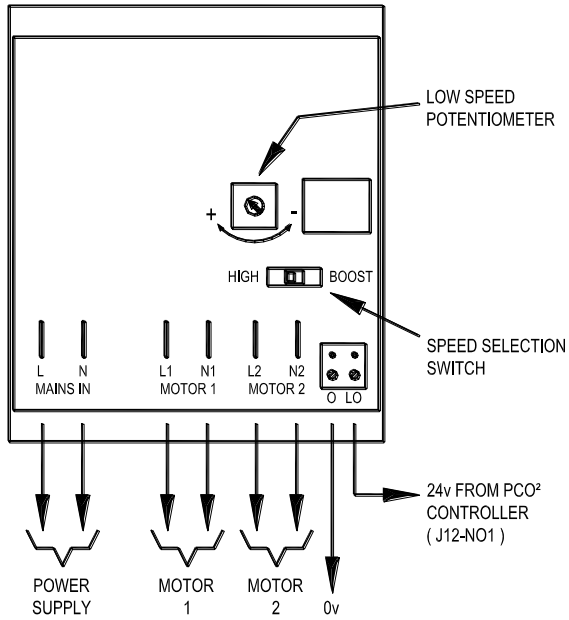 LOW SPEED
POTENTIOMETER
+ -
HIGH BOOST
SPEED SELECTION
SWITCH
L N L1 N1 L2 N2
MAINS IN MOTOR 1 MOTOR 2 O LO
24v FROM PCO²
CONTROLLER
( J12-NO1 )
POWER
SUPPLY
MOTOR
1
MOTOR
2
0v